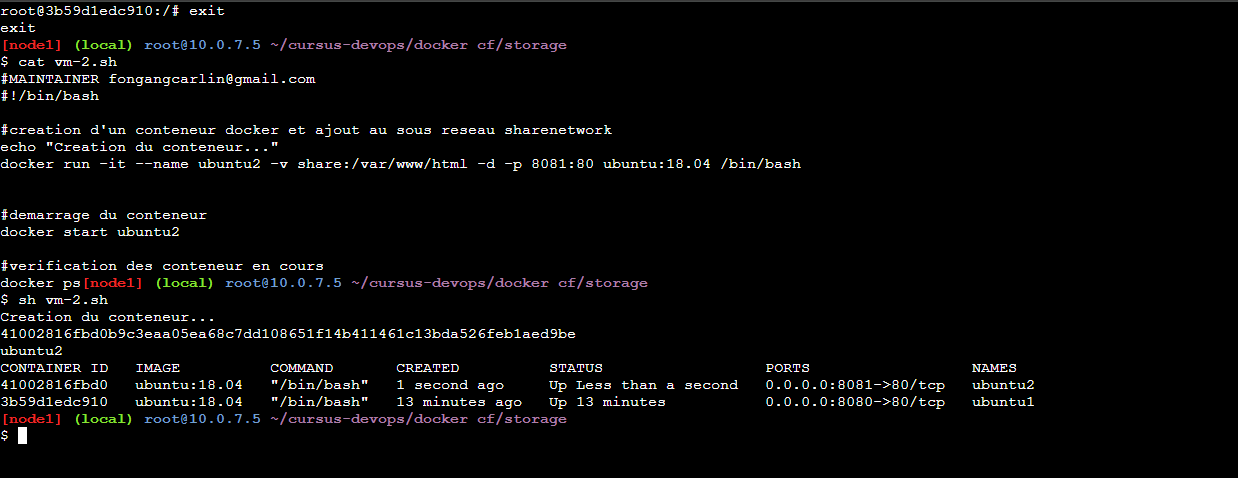 root@3b59d1edc910:/# exit
exit
[node1] (local) root@10.0.7.5 ~/cursus-devops/docker cf/storage
$ cat vm-2.sh
#MAINTAINER fongangcarlin@gmail.com
#!/bin/bash
#creation d'un conteneur docker et ajout au sous reseau sharenetwork
echo "Creation du conteneur..."
docker run -it --name ubuntu2 -v share:/var/www/html -d -p 8081:80 ubuntu:18.04 /bin/bash
#demarrage du conteneur
docker start ubuntu2
#verification des conteneur en cours
docker ps[node1] (local) root@10.0.7.5 ~/cursus-devops/docker cf/storage
$ sh vm-2.sh
Creation du conteneur...
41002816fbd0b9c3eaa05ea68c7dd108651f14b411461c13bda526feb1aed9be
ubuntu2
CONTAINER ID   IMAGE          COMMAND       CREATED          STATUS                  PORTS                  NAMES
41002816fbd0   ubuntu:18.04   "/bin/bash"   1 second ago     Up Less than a second   0.0.0.0:8081->80/tcp   ubuntu2
3b59d1edc910   ubuntu:18.04   "/bin/bash"   13 minutes ago   Up 13 minutes           0.0.0.0:8080->80/tcp   ubuntu1
[node1] (local) root@10.0.7.5 ~/cursus-devops/docker cf/storage
$